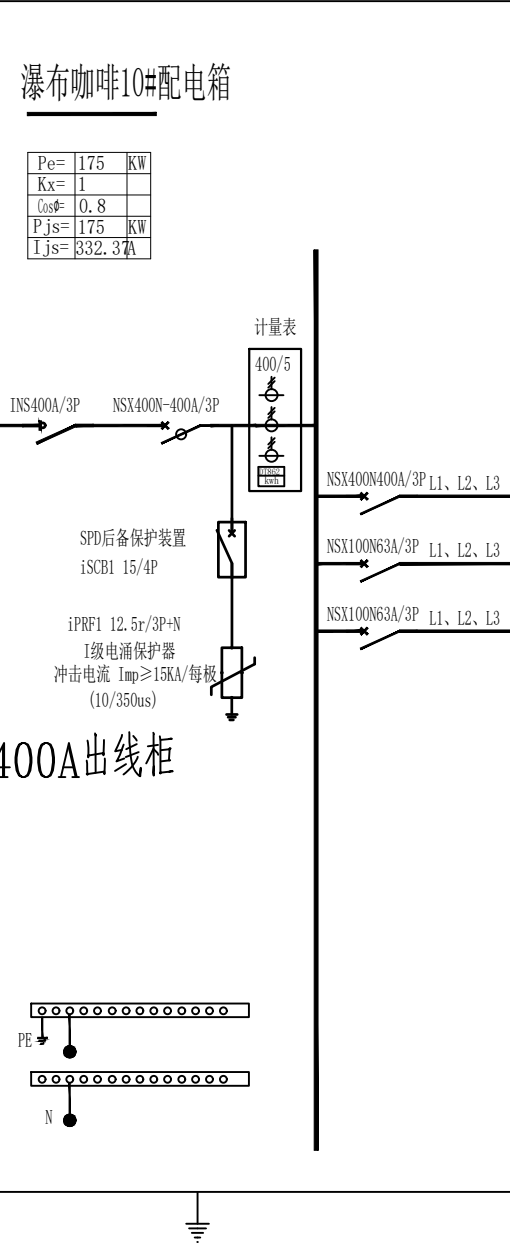 瀑布咖啡10#配电箱
Pe= 175 KW
Kx= 1
Cosφ= 0.8
Pjs= 175 KW
Ijs= 332.37A
计量表
400/5
INS400A/3P
NSX400N-400A/3P
DT862
kwh
NSX400N400A/3P L1、L2、L3
SPD后备保护装置
iSCB1 15/4P
NSX100N63A/3P L1、L2、L3
iPRF1 12.5r/3P+N
I级电涌保护器
冲击电流 Imp≥15KA/每极
(10/350us)
NSX100N63A/3P L1、L2、L3
400A出线柜
PE
N